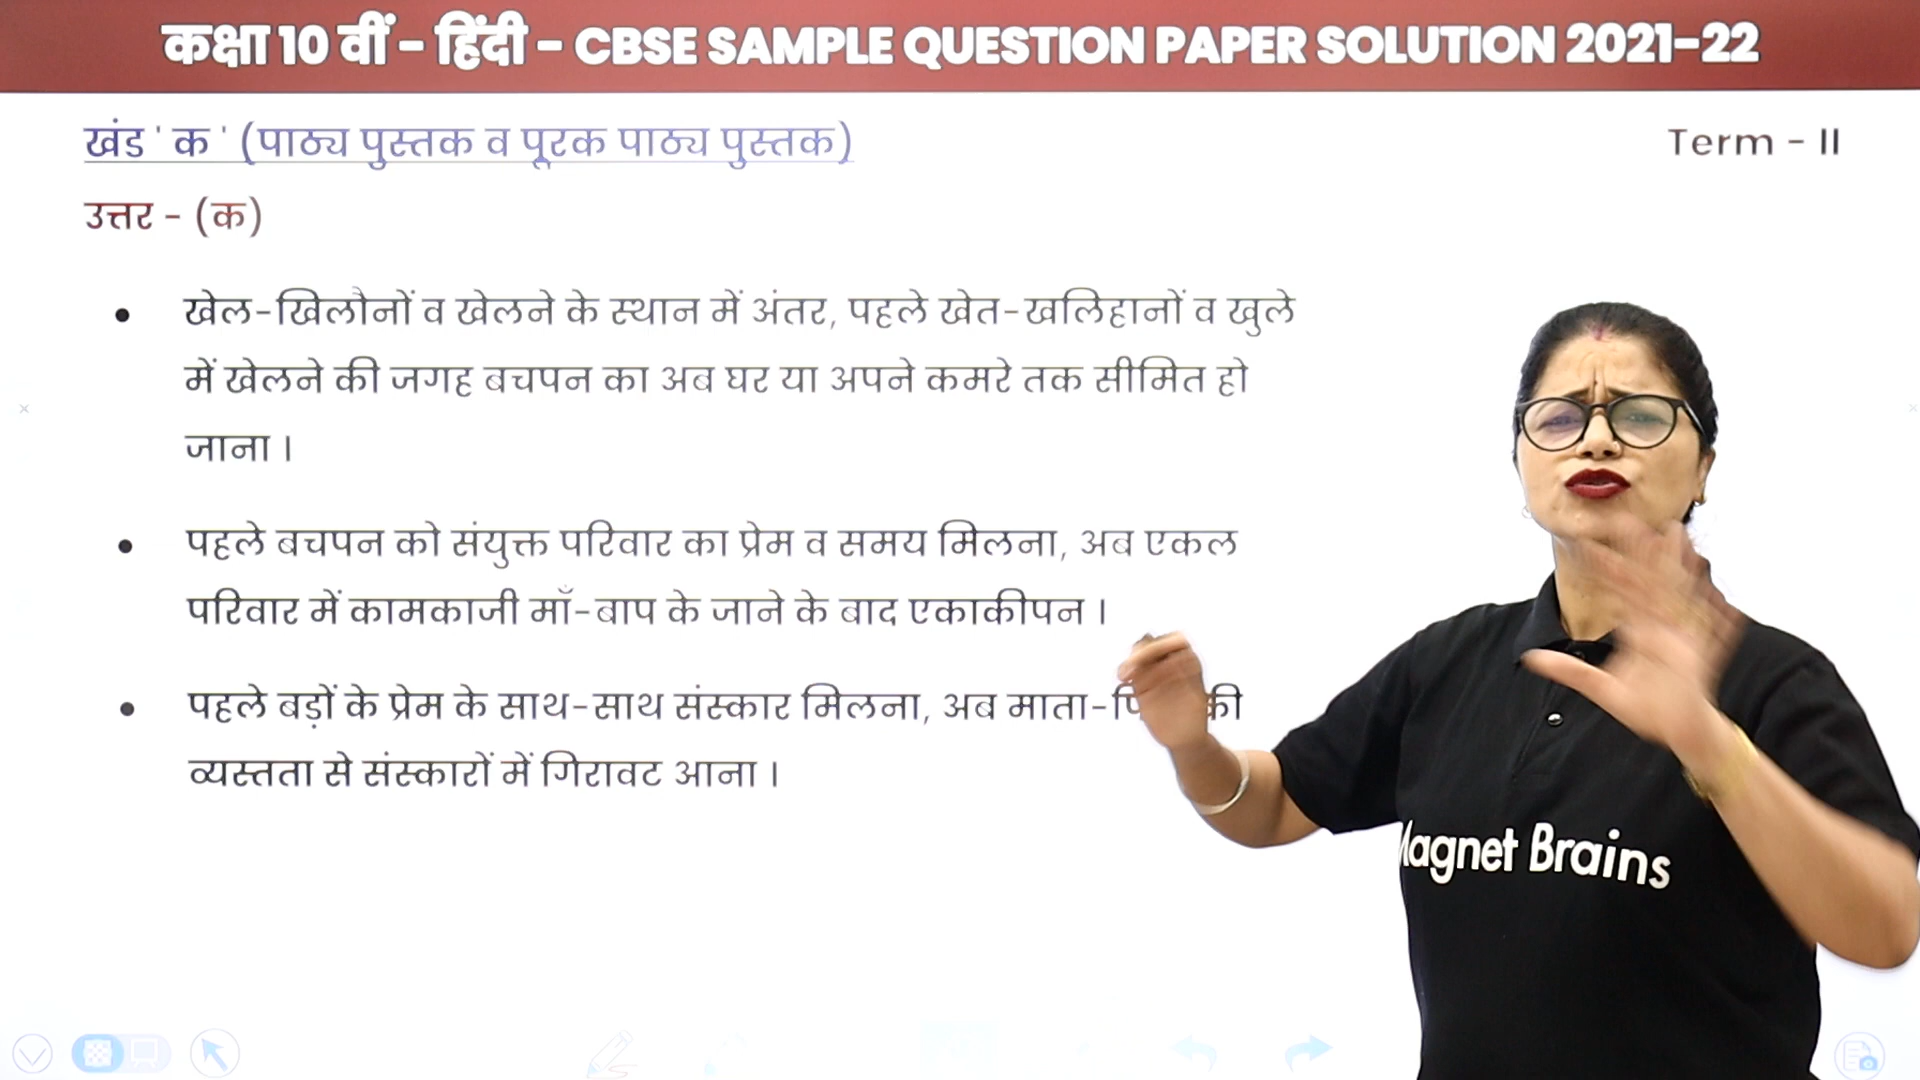 कक्षा 10 वीं - हिंदी - CBSE SAMPLE QUESTION PAPER SOLUTION 2021-22
खंड ' क ' (पाठ्य पुस्तक व पूरक पाठ्य पुस्तक)
Term - II
उत्तर - (क)
• खेल-खिलौनों व खेलने के स्थान में अंतर, पहले खेत-खलिहानों व खुले
में खेलने की जगह बचपन का अब घर या अपने कमरे तक सीमित हो
जाना ।
• पहले बचपन को संयुक्त परिवार का प्रेम व समय मिलना, अब एकल
परिवार में कामकाजी माँ-बाप के जाने के बाद एकाकीपन ।
• पहले बड़ों के प्रेम के साथ-साथ संस्कार मिलना, अब माता- की
व्यस्तता से संस्कारों में गिरावट आना ।
Magnet Brains